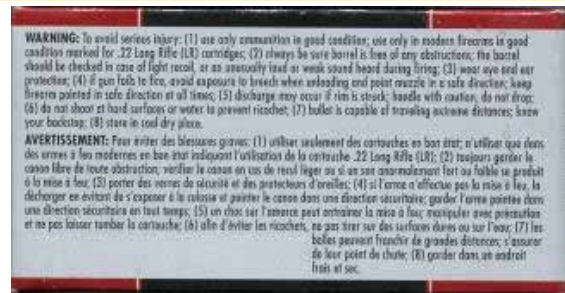 WARNING: To avoid serious injury: (1) use only ammunition in good condition; use only in modern firearms in good
condition marked for .22 Long Rifle (LR) cartridges; (2) always be sure barrel is free of any obstructions; the barrel
should be checked in case of light recoil, or an unusually loud or weak sound heard during firing; (3) wear eye and ear
protection; (4) if gun fails to fire, avoid exposure to breech when unloading and point muzzle in a safe direction; keep
firearm pointed in safe direction at all times; (5) discharge may occur if rim is struck; handle with caution, do not drop;
(6) do not shoot at hard surfaces or water to prevent ricochet; (7) bullet is capable of traveling extreme distances; know
your backstop; (8) store in cool dry place.
AVERTISSEMENT: Pour éviter des blessures graves: (1) utiliser seulement des cartouches en bon état; n'utiliser que dans
des armes à feu modernes en bon état indiquant l'utilisation de la cartouche .22 Long Rifle (LR); (2) toujours garder le
canon libre de toute obstruction; vérifier le canon en cas de recul léger ou si un son anormalement fort ou faible se produit
à la mise à feu; (3) porter des verres de sécurité et des protecteurs d'oreilles; (4) si l'arme n'effectue pas la mise à feu, la
décharger en évitant de s'exposer à la culasse et pointer le canon dans une direction sécuritaire; garder l'arme pointée dans
une direction sécuritaire en tout temps; (5) un choc sur l'amorce peut entraîner la mise à feu; manipuler avec précaution
et ne pas laisser tomber la cartouche; (6) afin d'éviter les ricochets, ne pas tirer sur des surfaces dures ou sur l'eau; (7) les
balles peuvent franchir de grandes distances; s'assurer
de leur point de chute; (8) garder dans un endroit
frais et sec.